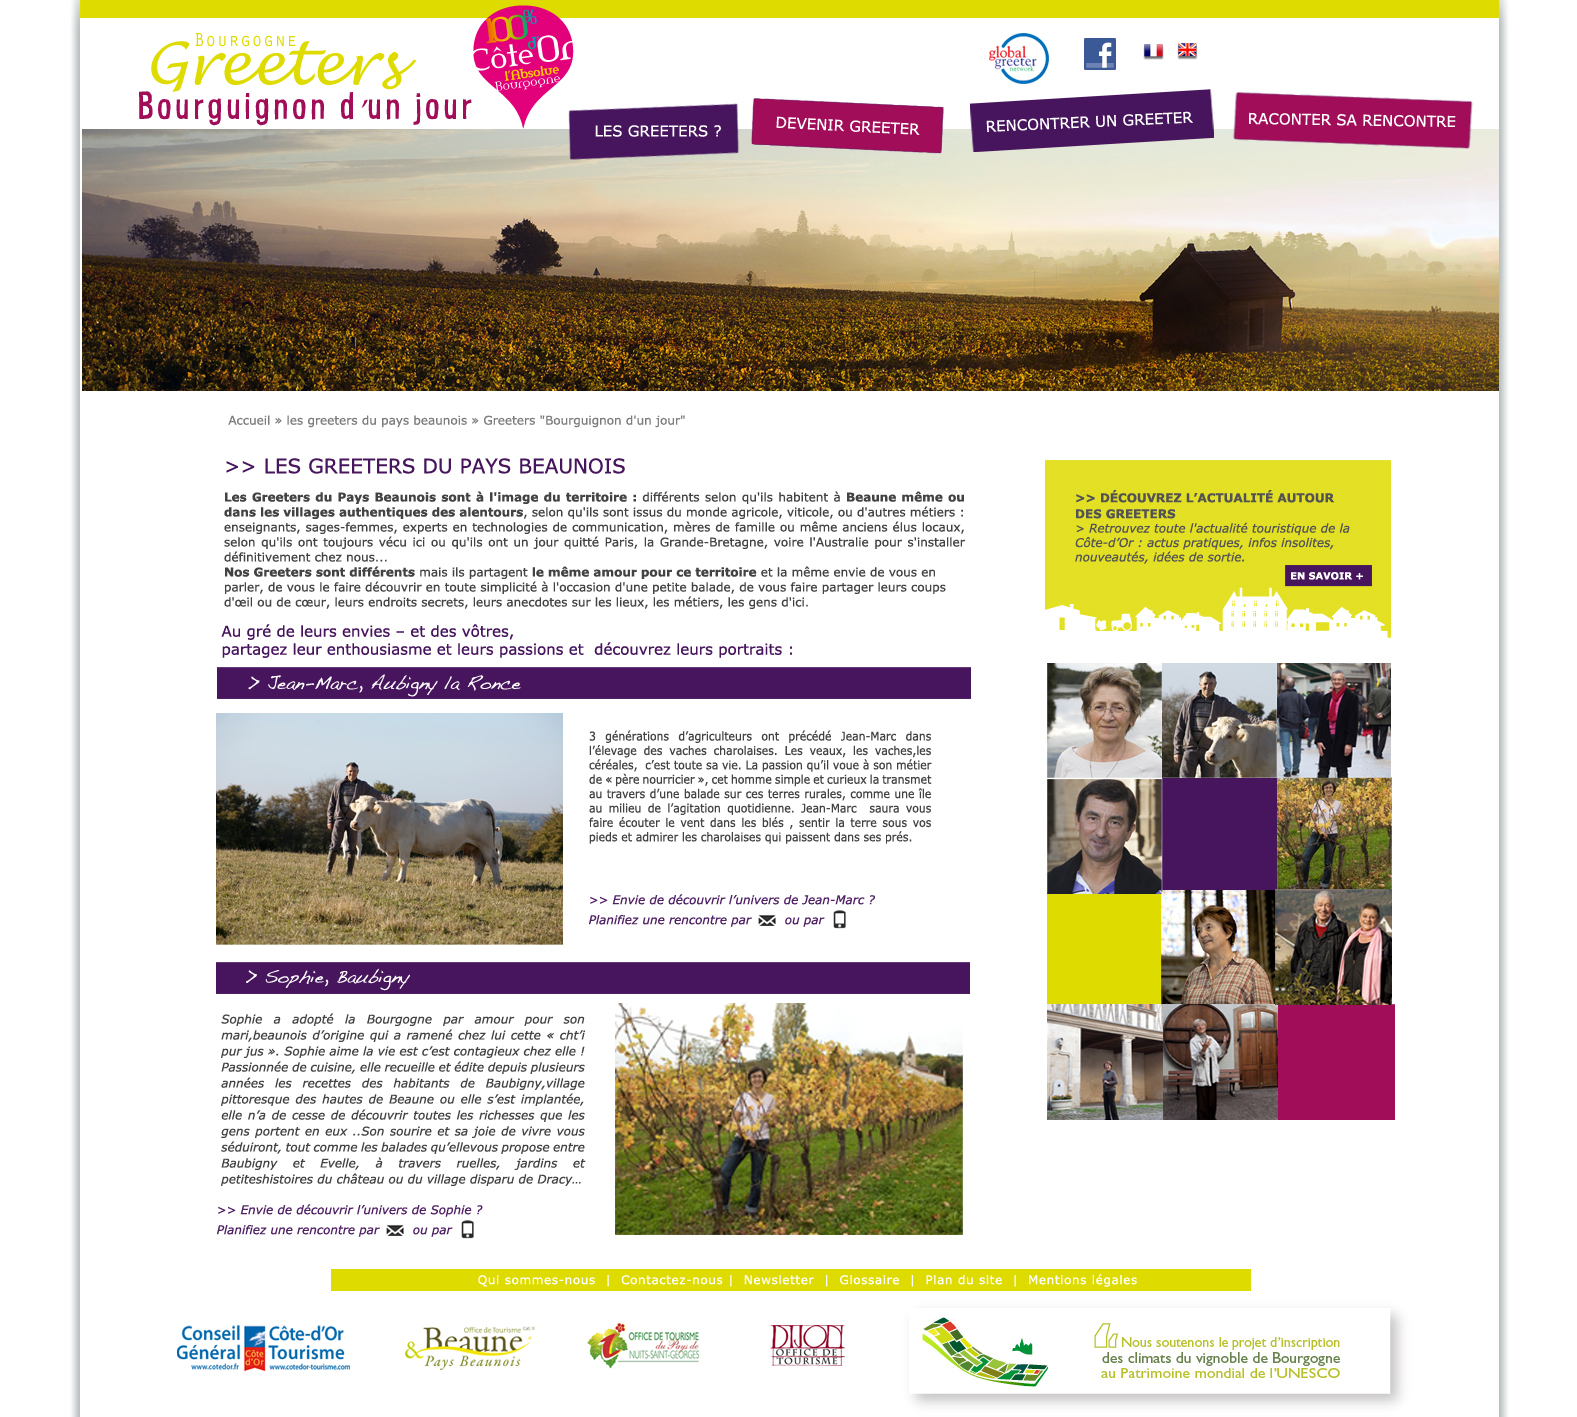 BOURGOGNE
Greeters
Bourguignon d'un jour
100%
d'
Côte Or
l'Absolue
Bourgogne
global
greeter
network
LES GREETERS ?
DEVENIR GREETER
RENCONTRER UN GREETER
RACONTER SA RENCONTRE
Accueil » les greeters du pays beaunois » Greeters "Bourguignon d'un jour"
>> LES GREETERS DU PAYS BEAUNOIS
Les Greeters du Pays Beaunois sont à l'image du territoire : différents selon qu'ils habitent à Beaune même ou
dans les villages authentiques des alentours, selon qu'ils sont issus du monde agricole, viticole, ou d'autres métiers :
enseignants, sages-femmes, experts en technologies de communication, mères de famille ou même anciens élus locaux,
selon qu'ils ont toujours vécu ici ou qu'ils ont un jour quitté Paris, la Grande-Bretagne, voire l'Australie pour s'installer
définitivement chez nous...
Nos Greeters sont différents mais ils partagent le même amour pour ce territoire et la même envie de vous en
parler, de vous le faire découvrir en toute simplicité à l'occasion d'une petite balade, de vous faire partager leurs coups
d'œil ou de cœur, leurs endroits secrets, leurs anecdotes sur les lieux, les métiers, les gens d'ici.
Au gré de leurs envies – et des vôtres,
partagez leur enthousiasme et leurs passions et découvrez leurs portraits :
> Jean-Marc, Aubigny la Ronce
3 générations d'agriculteurs ont précédé Jean-Marc dans
l'élevage des vaches charolaises. Les veaux, les vaches,les
céréales, c'est toute sa vie. La passion qu'il voue à son métier
de « père nourricier », cet homme simple et curieux la transmet
au travers d'une balade sur ces terres rurales, comme une île
au milieu de l'agitation quotidienne. Jean-Marc saura vous
faire écouter le vent dans les blés , sentir la terre sous vos
pieds et admirer les charolaises qui paissent dans ses prés.
>> Envie de découvrir l'univers de Jean-Marc ?
Planifiez une rencontre par ou par
> Sophie, Baubigny
Sophie a adopté la Bourgogne par amour pour son
mari,beaunois d'origine qui a ramené chez lui cette « cht'i
pur jus ». Sophie aime la vie est c'est contagieux chez elle !
Passionnée de cuisine, elle recueille et édite depuis plusieurs
années les recettes des habitants de Baubigny,village
pittoresque des hautes de Beaune ou elle s'est implantée,
elle n'a de cesse de découvrir toutes les richesses que les
gens portent en eux ..Son sourire et sa joie de vivre vous
séduiront, tout comme les balades qu'ellevous propose entre
Baubigny et Evelle, à travers ruelles, jardins et
petiteshistoires du château ou du village disparu de Dracy...
>> Envie de découvrir l'univers de Sophie ?
Planifiez une rencontre par ou par
>> DÉCOUVREZ L'ACTUALITÉ AUTOUR
DES GREETERS
> Retrouvez toute l'actualité touristique de la
Côte-d'Or : actus pratiques, infos insolites,
nouveautés, idées de sortie.
EN SAVOIR +
Qui sommes-nous | Contactez-nous | Newsletter | Glossaire | Plan du site | Mentions légales
Conseil
Général
www.cotedor.fr
Côte
d'Or
Côte-d'Or
Tourisme
www.cotedor-tourisme.com
Office de Tourisme Cat. II
& Beaune
Pays Beaunois
OFFICE DE TOURISME
du Pays de
NUITS-SAINT-GEORGES
DIJON
OFFICE DE
TOURISME
Nous soutenons le projet d'inscription
des climats du vignoble de Bourgogne
au Patrimoine mondial de l'UNESCO